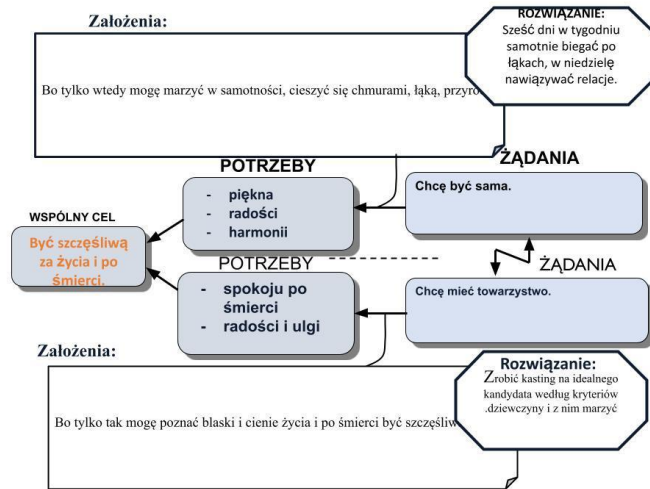 Założenia:
ROZWIĄZANIE:
Sześć dni w tygodniu
samotnie biegać po
łąkach, w niedzielę
nawiązywać relacje.
Bo tylko wtedy mogę marzyć w samotności, cieszyć się chmurami, łąką, przyro
POTRZEBY
- piękna
- radości
- harmonii
ŻĄDANIA
Chcę być sama.
WSPÓLNY CEL
Być szczęśliwą
za życia i po
śmierci.
POTRZEBY
- spokoju po
śmierci
- radości i ulgi
ŻĄDANIA
Chcę mieć towarzystwo.
Założenia:
Rozwiązanie:
Zrobić kasting na idealnego
kandydata według kryteriów
.dziewczyny i z nim marzyć
Bo tylko tak mogę poznać blaski i cienie życia i po śmierci być szczęśliw